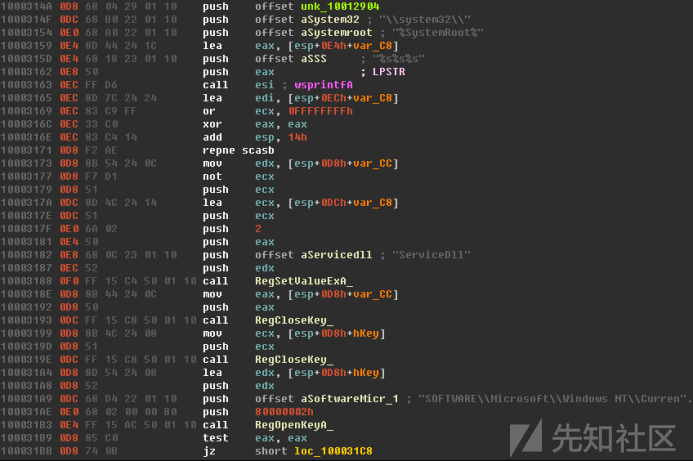 1000314A 0D8 68 04 29 01 10 push offset unk_10012904
1000314F 0DC 68 B0 22 01 10 push offset aSystem32 ; "\\system32\\"
10003154 0E0 68 A0 22 01 10 push offset aSystemroot ; "%SystemRoot%"
10003159 0E4 8D 44 24 1C lea eax, [esp+0E4h+var_C8]
1000315D 0E4 68 18 23 01 10 push offset aSSS ; "%s%s%s"
10003162 0E8 50 push eax ; LPSTR
10003163 0EC FF D6 call esi ; wsprintfA
10003165 0EC 8D 7C 24 24 lea edi, [esp+0ECh+var_C8]
10003169 0EC 83 C9 FF or ecx, 0FFFFFFFFh
1000316C 0EC 33 C0 xor eax, eax
1000316E 0EC 83 C4 14 add esp, 14h
10003171 0D8 F2 AE repne scasb
10003173 0D8 8B 54 24 0C mov edx, [esp+0D8h+var_CC]
10003177 0D8 F7 D1 not ecx
10003179 0D8 51 push ecx
1000317A 0DC 8D 4C 24 14 lea ecx, [esp+0DCh+var_C8]
1000317E 0DC 51 push ecx
1000317F 0E0 6A 02 push 2
10003181 0E4 50 push eax
10003182 0E8 68 0C 23 01 10 push offset aServicedll ; "ServiceDll"
10003187 0EC 52 push edx
10003188 0F0 FF 15 C4 50 01 10 call RegSetValueExA_
1000318E 0D8 8B 44 24 0C mov eax, [esp+0D8h+var_CC]
10003192 0D8 50 push eax
10003193 0DC FF 15 C8 50 01 10 call RegCloseKey_
10003199 0D8 8B 4C 24 08 mov ecx, [esp+0D8h+hKey]
1000319D 0D8 51 push ecx
1000319E 0DC FF 15 C8 50 01 10 call RegCloseKey_
100031A4 0D8 8D 54 24 08 lea edx, [esp+0D8h+hKey]
100031A8 0D8 52 push edx
100031A9 0DC 68 D4 22 01 10 push offset aSoftwareMicr_1 ; "SOFTWARE\\Microsoft\\Windows NT\\Curren".
100031AE 0E0 68 02 00 00 80 push 80000002h
100031B3 0E4 FF 15 AC 50 01 10 call RegOpenKeyA_
100031B9 0D8 85 C0 test eax, eax
100031BB 0D8 74 0B jz short loc_100031C8
先知社区